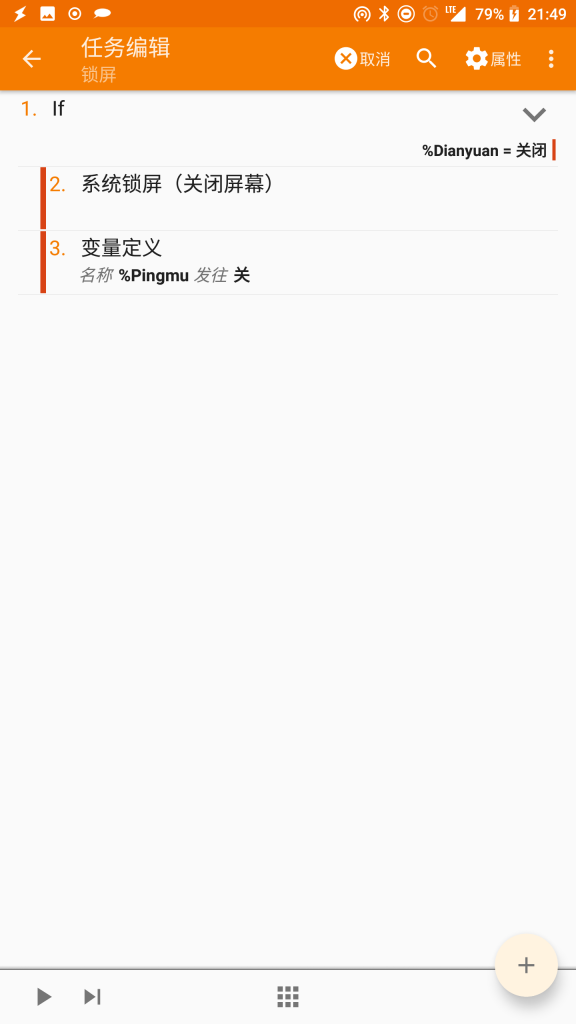 LTE 79% 21:49
任务编辑
锁屏
取消
属性
1. If
%Dianyuan = 关闭
2. 系统锁屏（关闭屏幕）
3. 变量定义
名称 %Pingmu 发往 关